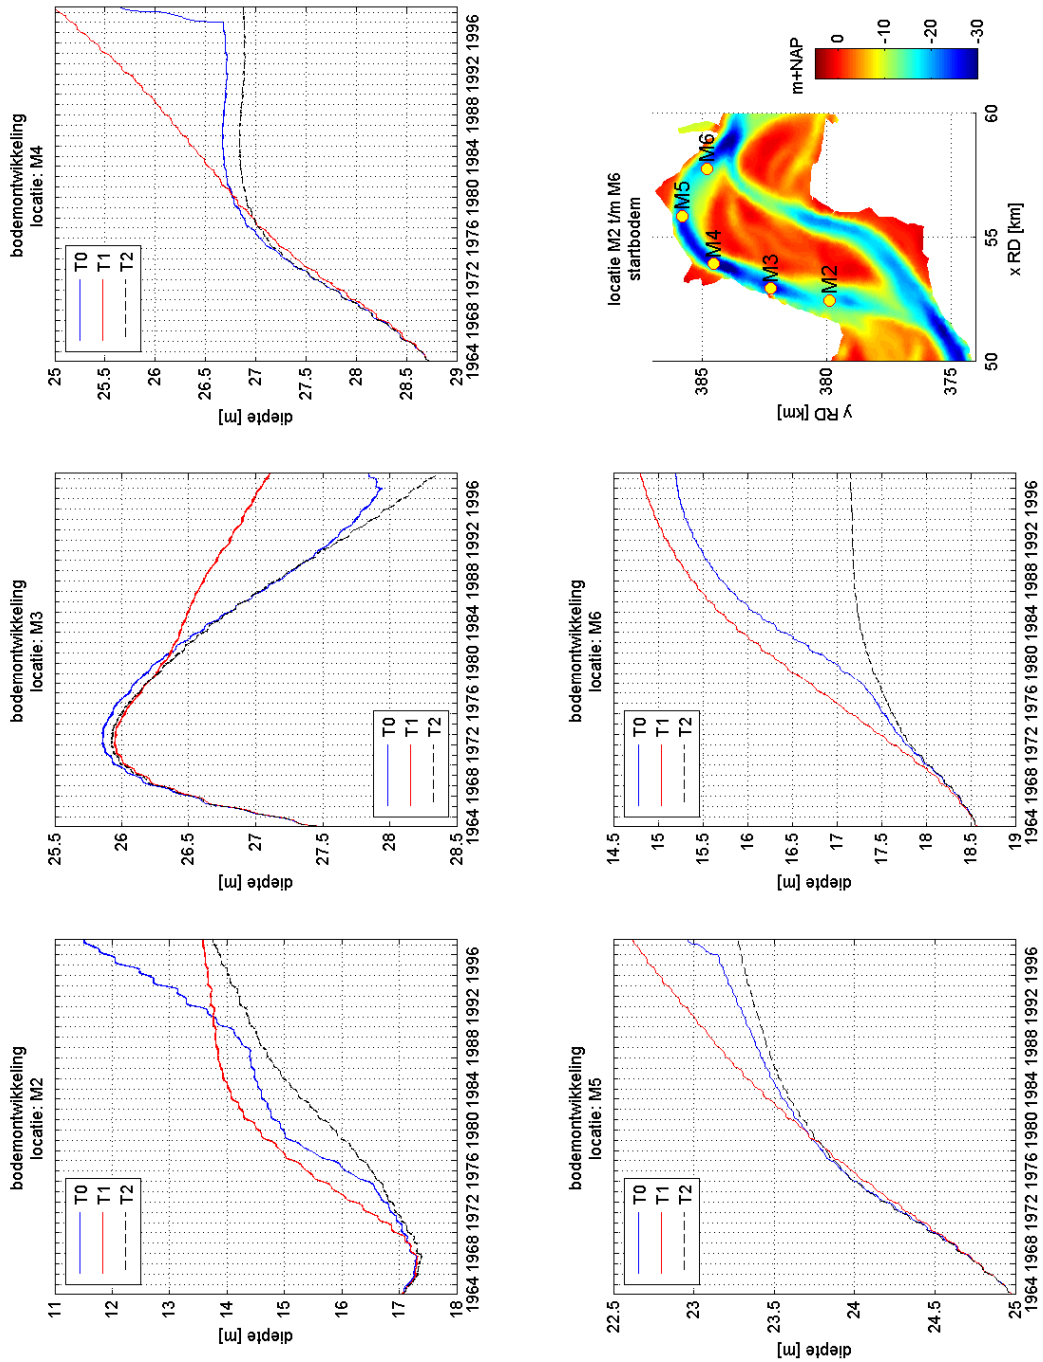 bodemontwikkeling
locatie: M2
T0
T1
T2
11
12
13
14
15
16
17
18
diepte [m]
1964 1968 1972 1976 1980 1984 1988 1992 1996
bodemontwikkeling
locatie: M3
T0
T1
T2
25.5
26
26.5
27
27.5
28
28.5
diepte [m]
1964 1968 1972 1976 1980 1984 1988 1992 1996
bodemontwikkeling
locatie: M4
T0
T1
T2
25
25.5
26
26.5
27
27.5
28
28.5
29
diepte [m]
1964 1968 1972 1976 1980 1984 1988 1992 1996
bodemontwikkeling
locatie: M5
T0
T1
T2
22.5
23
23.5
24
24.5
25
diepte [m]
1964 1968 1972 1976 1980 1984 1988 1992 1996
bodemontwikkeling
locatie: M6
T0
T1
T2
14.5
15
15.5
16
16.5
17
17.5
18
18.5
19
diepte [m]
1964 1968 1972 1976 1980 1984 1988 1992 1996
locatie M2 t/m M6
startbodem
M5
M6
M4
M3
M2
385
380
375
y RD [km]
50 55 60
x RD [km]
m+NAP
0
-10
-20
-30